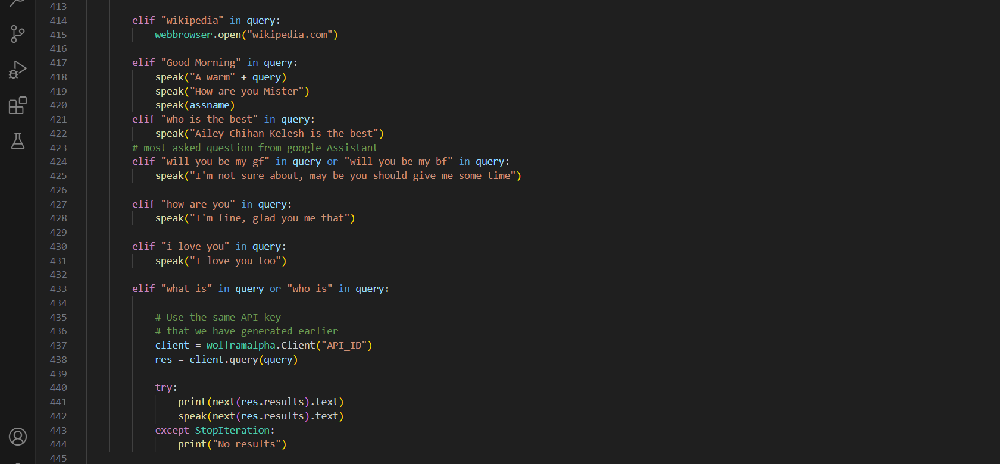 413
414 elif "wikipedia" in query:
415 webbrowser.open("wikipedia.com")
416
417 elif "Good Morning" in query:
418 speak("A warm" + query)
419 speak("How are you Mister")
420 speak(assname)
421 elif "who is the best" in query:
422 speak("Ailey Chihan Kelesh is the best")
423 # most asked question from google Assistant
424 elif "will you be my gf" in query or "will you be my bf" in query:
425 speak("I'm not sure about, may be you should give me some time")
426
427 elif "how are you" in query:
428 speak("I'm fine, glad you me that")
429
430 elif "i love you" in query:
431 speak("I love you too")
432
433 elif "what is" in query or "who is" in query:
434
435 # Use the same API key
436 # that we have generated earlier
437 client = wolframalpha.Client("API_ID")
438 res = client.query(query)
439
440 try:
441 print(next(res.results).text)
442 speak(next(res.results).text)
443 except StopIteration:
444 print("No results")
445